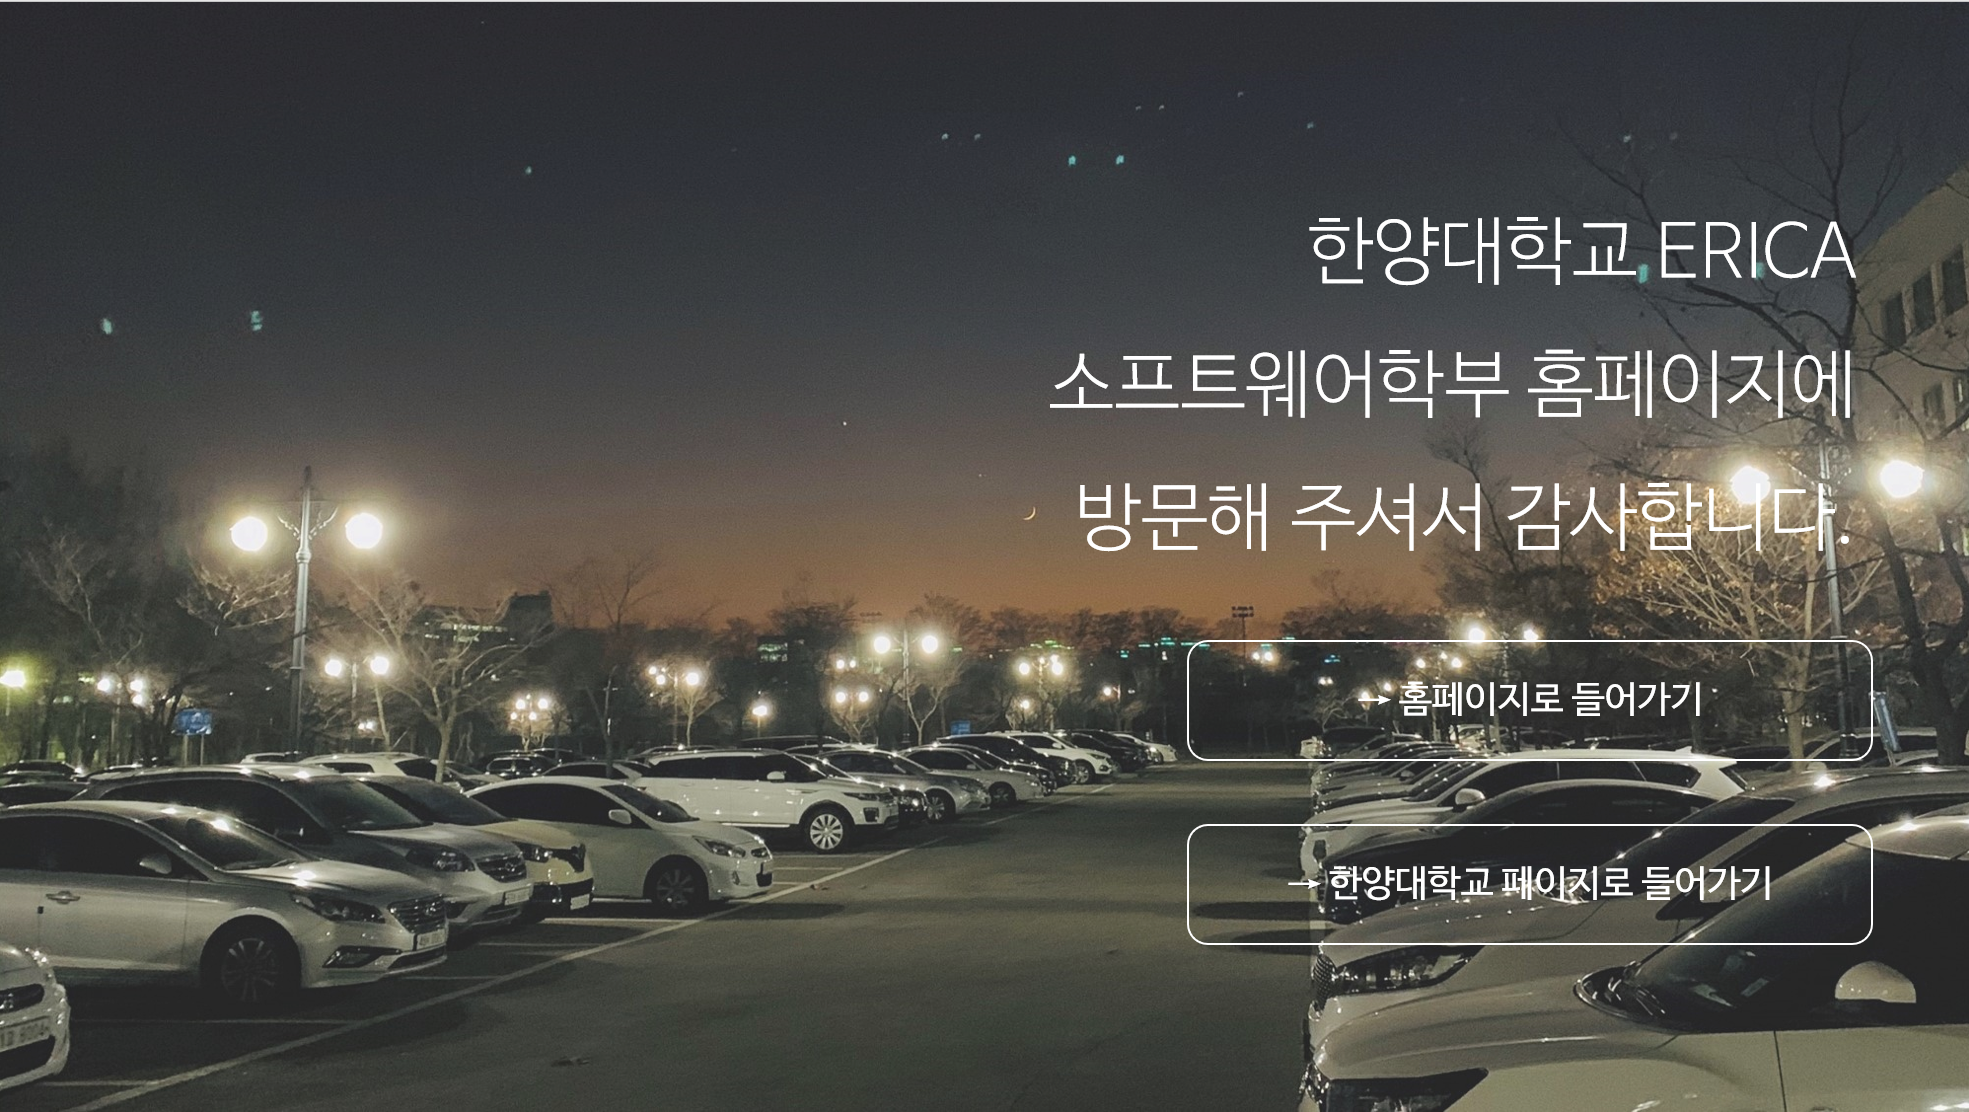 한양대학교 ERICA
소프트웨어학부 홈페이지에
방문해 주셔서 감사합니다.
→ 홈페이지로 들어가기
→ 한양대학교 페이지로 들어가기